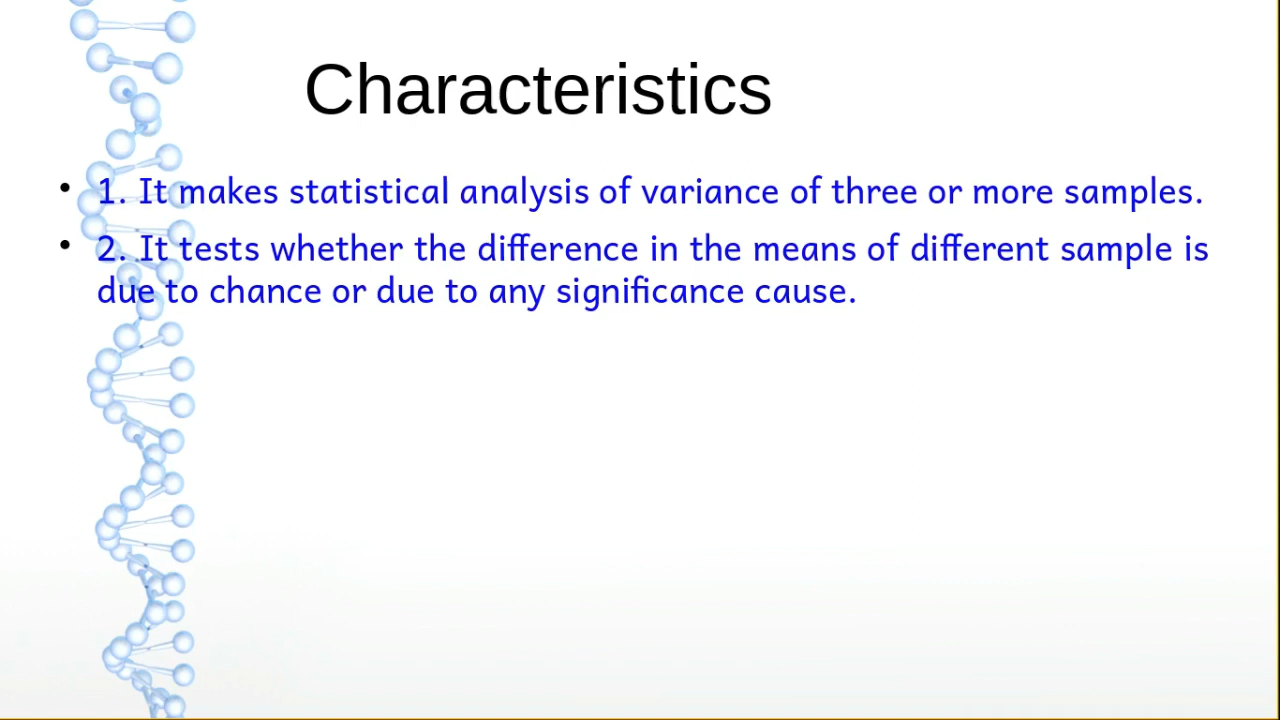 Characteristics
• 1. It makes statistical analysis of variance of three or more samples.
• 2. It tests whether the difference in the means of different sample is
due to chance or due to any significance cause.